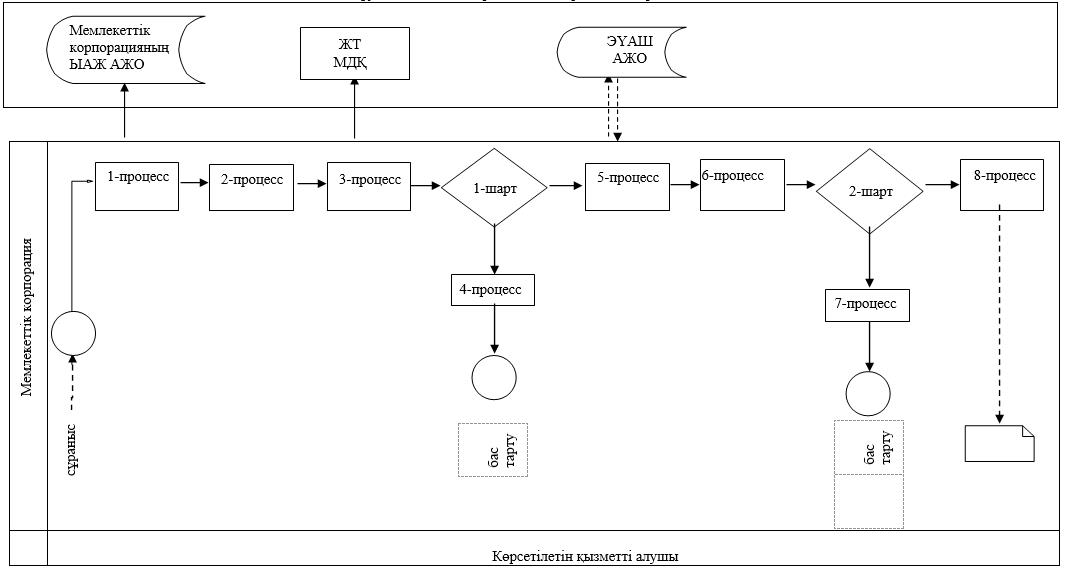 Мемлекеттік
корпорацияның
ЫАЖ АЖО
ЖТ
МДҚ
ЭҮАШ
АЖО
1-процесс
2-процесс
3-процесс
1-шарт
5-процесс
6-процесс
2-шарт
8-процесс
4-процесс
7-процесс
Мемлекеттік корпорация
сұраныс
бас
тарту
бас
тарту
Көрсетілетін қызметті алушы